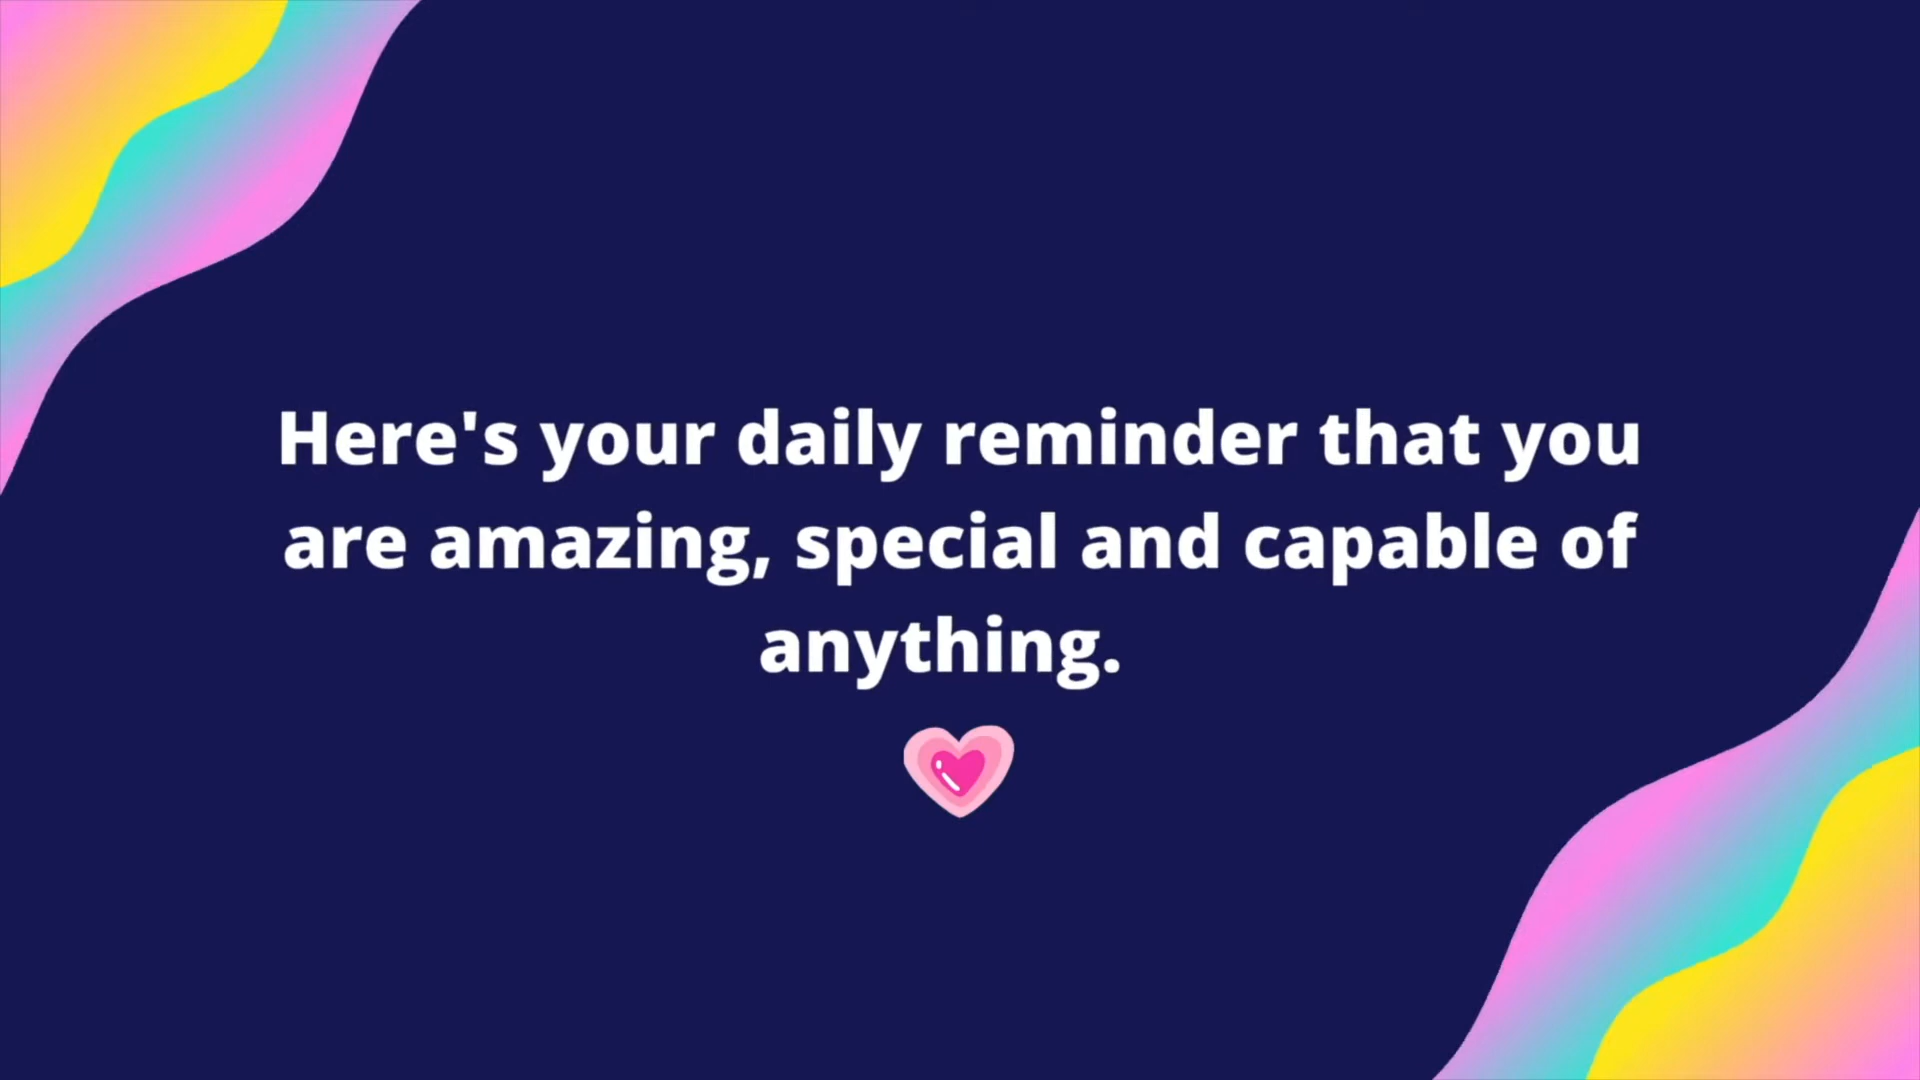 Here's your daily reminder that you
are amazing, special and capable of
anything.